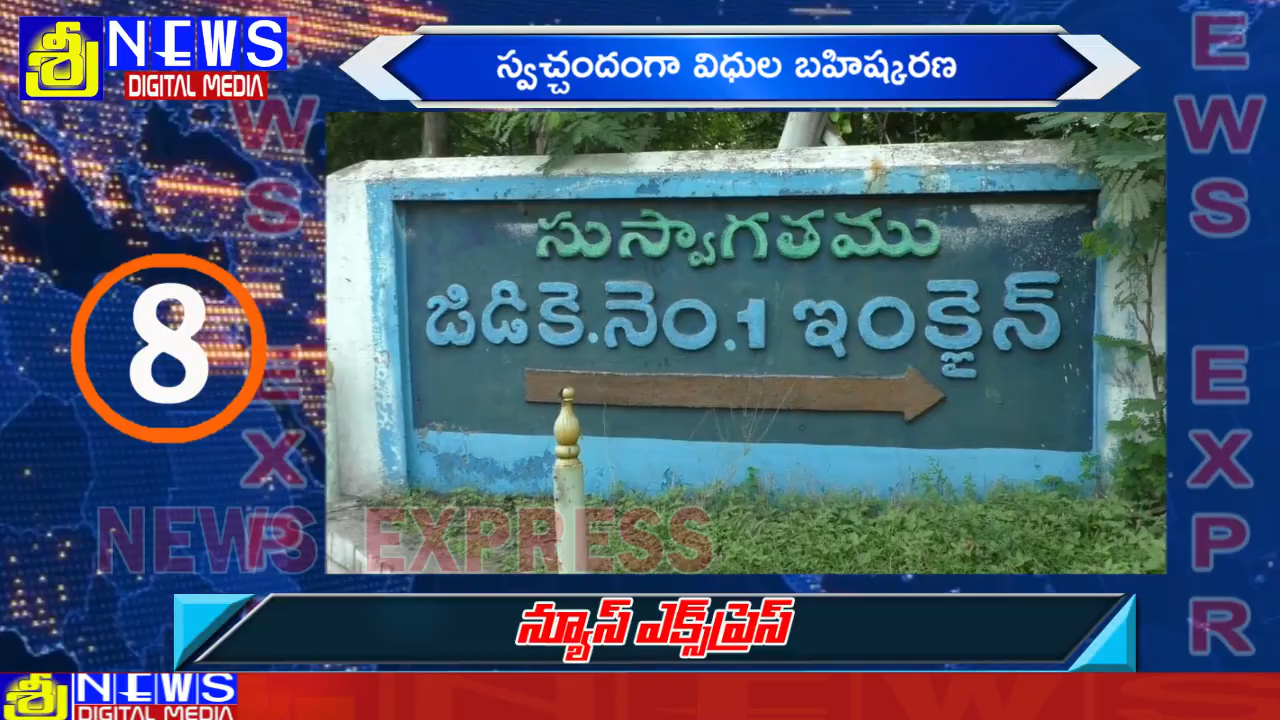 శ్రీ NEWS
DIGITAL MEDIA
స్వచ్ఛందంగా విధుల బహిష్కరణ
సుస్వాగతము
జిడికె.నెం.1 ఇంక్లైన్
8
NEWS EXPRESS
న్యూస్ ఎక్స్‌ప్రెస్
శ్రీ NEWS
DIGITAL MEDIA